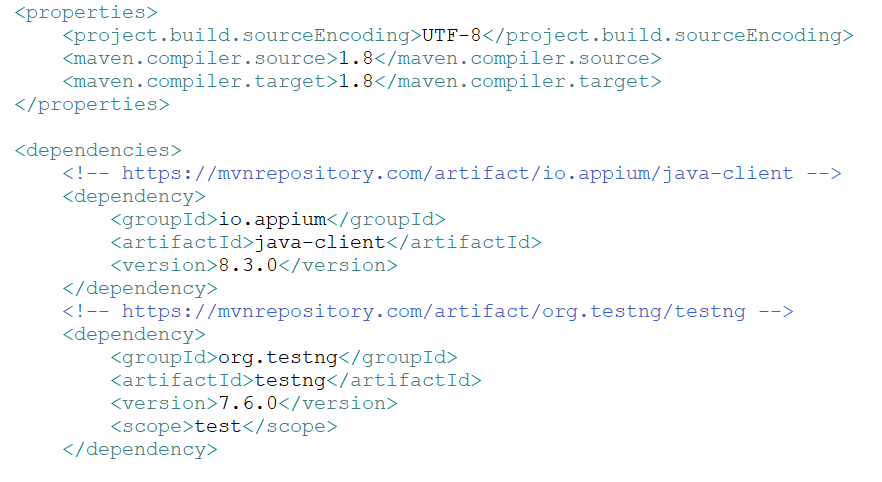 <properties>
    <project.build.sourceEncoding>UTF-8</project.build.sourceEncoding>
    <maven.compiler.source>1.8</maven.compiler.source>
    <maven.compiler.target>1.8</maven.compiler.target>
</properties>

<dependencies>
    <!-- https://mvnrepository.com/artifact/io.appium/java-client -->
    <dependency>
        <groupId>io.appium</groupId>
        <artifactId>java-client</artifactId>
        <version>8.3.0</version>
    </dependency>
    <!-- https://mvnrepository.com/artifact/org.testng/testng -->
    <dependency>
        <groupId>org.testng</groupId>
        <artifactId>testng</artifactId>
        <version>7.6.0</version>
        <scope>test</scope>
    </dependency>